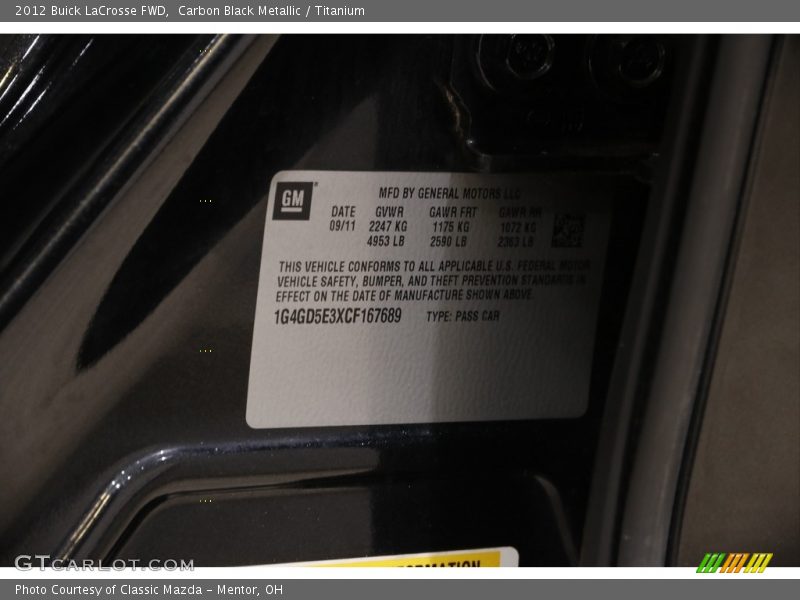 2012 Buick LaCrosse FWD, Carbon Black Metallic / Titanium
GM
MFD BY GENERAL MOTORS LLC
DATE GVWR GAWR FRT GAWR RR
09/11 2247 KG 1175 KG 1072 KG
4953 LB 2590 LB 2363 LB
THIS VEHICLE CONFORMS TO ALL APPLICABLE U.S. FEDERAL MOTOR
VEHICLE SAFETY, BUMPER, AND THEFT PREVENTION STANDARDS IN
EFFECT ON THE DATE OF MANUFACTURE SHOWN ABOVE.
1G4GD5E3XCF167689 TYPE: PASS CAR
GTCARLOT.COM
Photo Courtesy of Classic Mazda - Mentor, OH